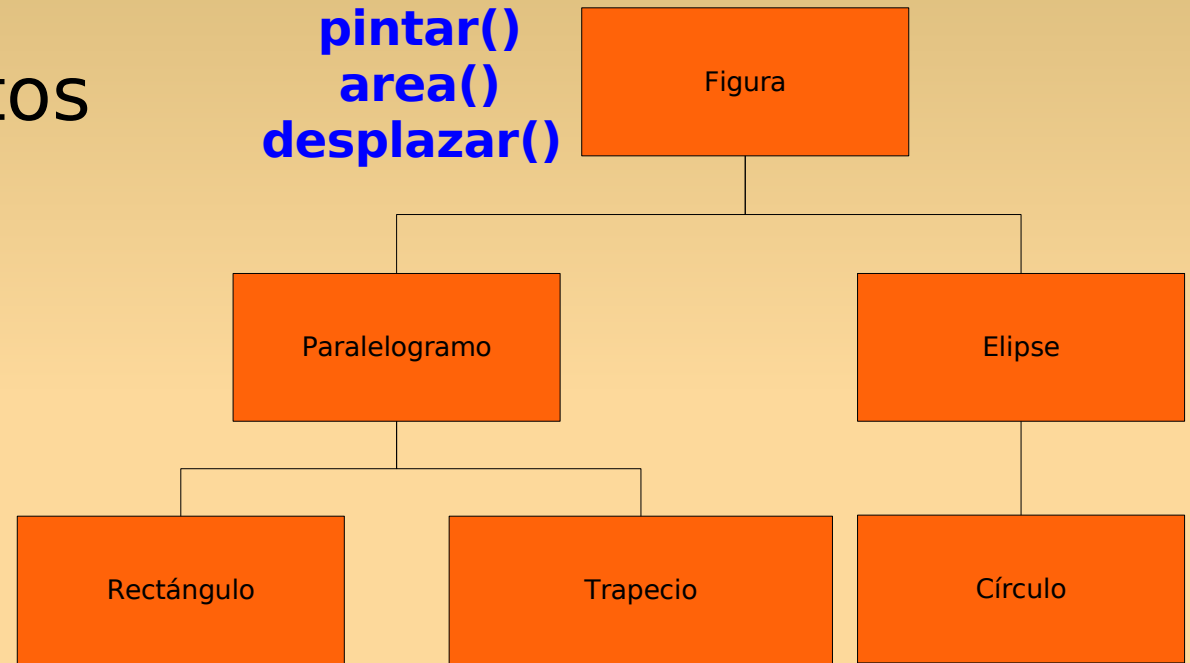 pintar()
area()
desplazar()
Figura
Paralelogramo
Elipse
Rectángulo
Trapecio
Círculo